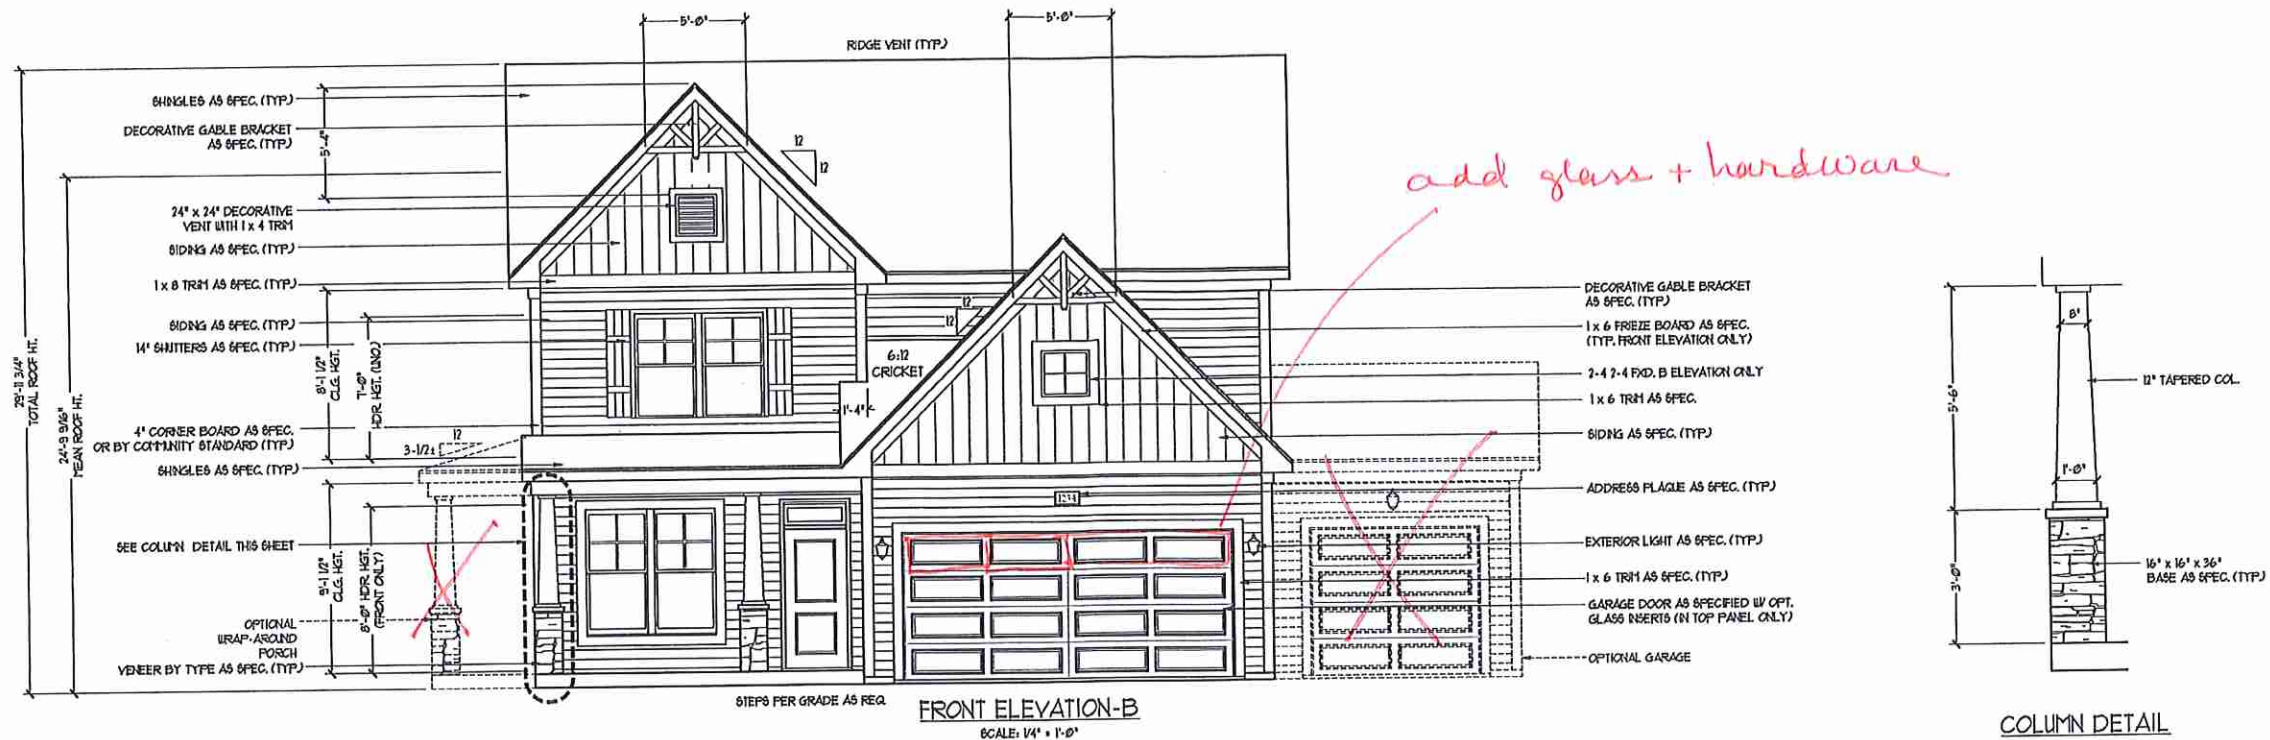 5'-0"
5'-0"
RIDGE VENT (TYP.)
SHINGLES AS SPEC. (TYP.)
DECORATIVE GABLE BRACKET
AS SPEC. (TYP.)
5'-4"
12
12
add glass + hardware
24" x 24" DECORATIVE
VENT WITH 1 x 4 TRIM
SIDING AS SPEC. (TYP.)
1 x 8 TRIM AS SPEC. (TYP.)
SIDING AS SPEC. (TYP.)
14" SHUTTERS AS SPEC. (TYP.)
29'-11 3/4"
TOTAL ROOF HT.
24'-9 9/16"
MEAN ROOF HT.
8'-1 1/2"
CLG. HGT.
7'-0"
HDR. HGT. (UNO.)
12
12
6:12
CRICKET
1'-4"
4" CORNER BOARD AS SPEC.
OR BY COMMUNITY STANDARD (TYP.)
12
3-1/2±
SHINGLES AS SPEC. (TYP.)
SEE COLUMN DETAIL THIS SHEET
9'-1 1/2"
CLG. HGT.
8'-0" HDR. HGT.
(FRONT ONLY)
OPTIONAL
WRAP-AROUND
PORCH
VENEER BY TYPE AS SPEC. (TYP.)
1234
DECORATIVE GABLE BRACKET
AS SPEC. (TYP.)
1 x 6 FRIEZE BOARD AS SPEC.
(TYP. FRONT ELEVATION ONLY)
2-4 2-4 FXD. B ELEVATION ONLY
1 x 6 TRIM AS SPEC.
SIDING AS SPEC. (TYP.)
ADDRESS PLAQUE AS SPEC. (TYP.)
EXTERIOR LIGHT AS SPEC. (TYP.)
1 x 6 TRIM AS SPEC. (TYP.)
GARAGE DOOR AS SPECIFIED W/ OPT.
GLASS INSERTS (IN TOP PANEL ONLY)
OPTIONAL GARAGE
STEPS PER GRADE AS REQ.
FRONT ELEVATION-B
SCALE: 1/4" = 1'-0"
8"
12" TAPERED COL.
5'-6"
1'-0"
3'-0"
16" x 16" x 36"
BASE AS SPEC. (TYP.)
COLUMN DETAIL